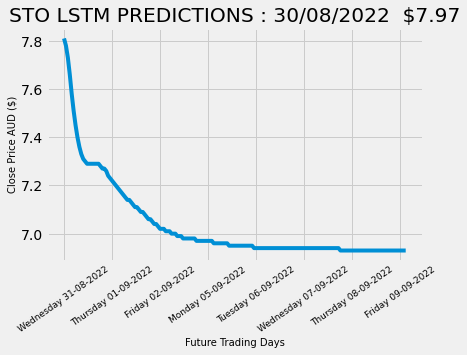 STO LSTM PREDICTIONS : 30/08/2022  $7.97
7.8
7.6
7.4
7.2
7.0
Close Price AUD ($)
Wednesday 31-08-2022
Thursday 01-09-2022
Friday 02-09-2022
Monday 05-09-2022
Tuesday 06-09-2022
Wednesday 07-09-2022
Thursday 08-09-2022
Friday 09-09-2022
Future Trading Days